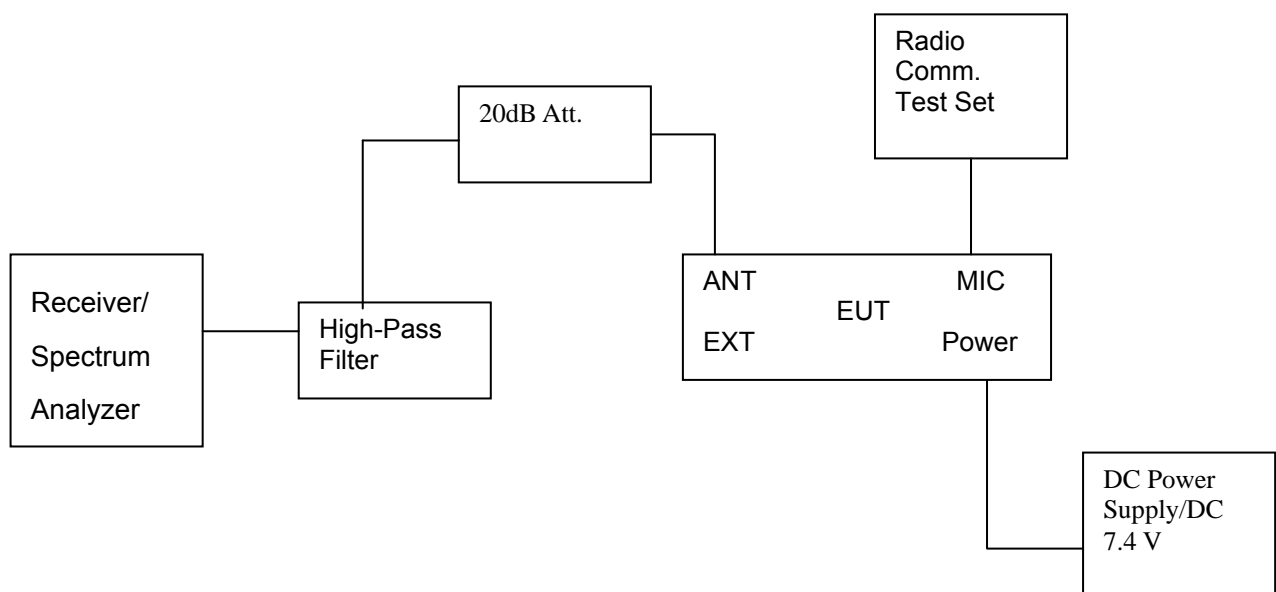 Radio
Comm.
Test Set
20dB Att.
Receiver/
Spectrum
Analyzer
High-Pass
Filter
ANT
MIC
EUT
EXT
Power
DC Power
Supply/DC
7.4 V